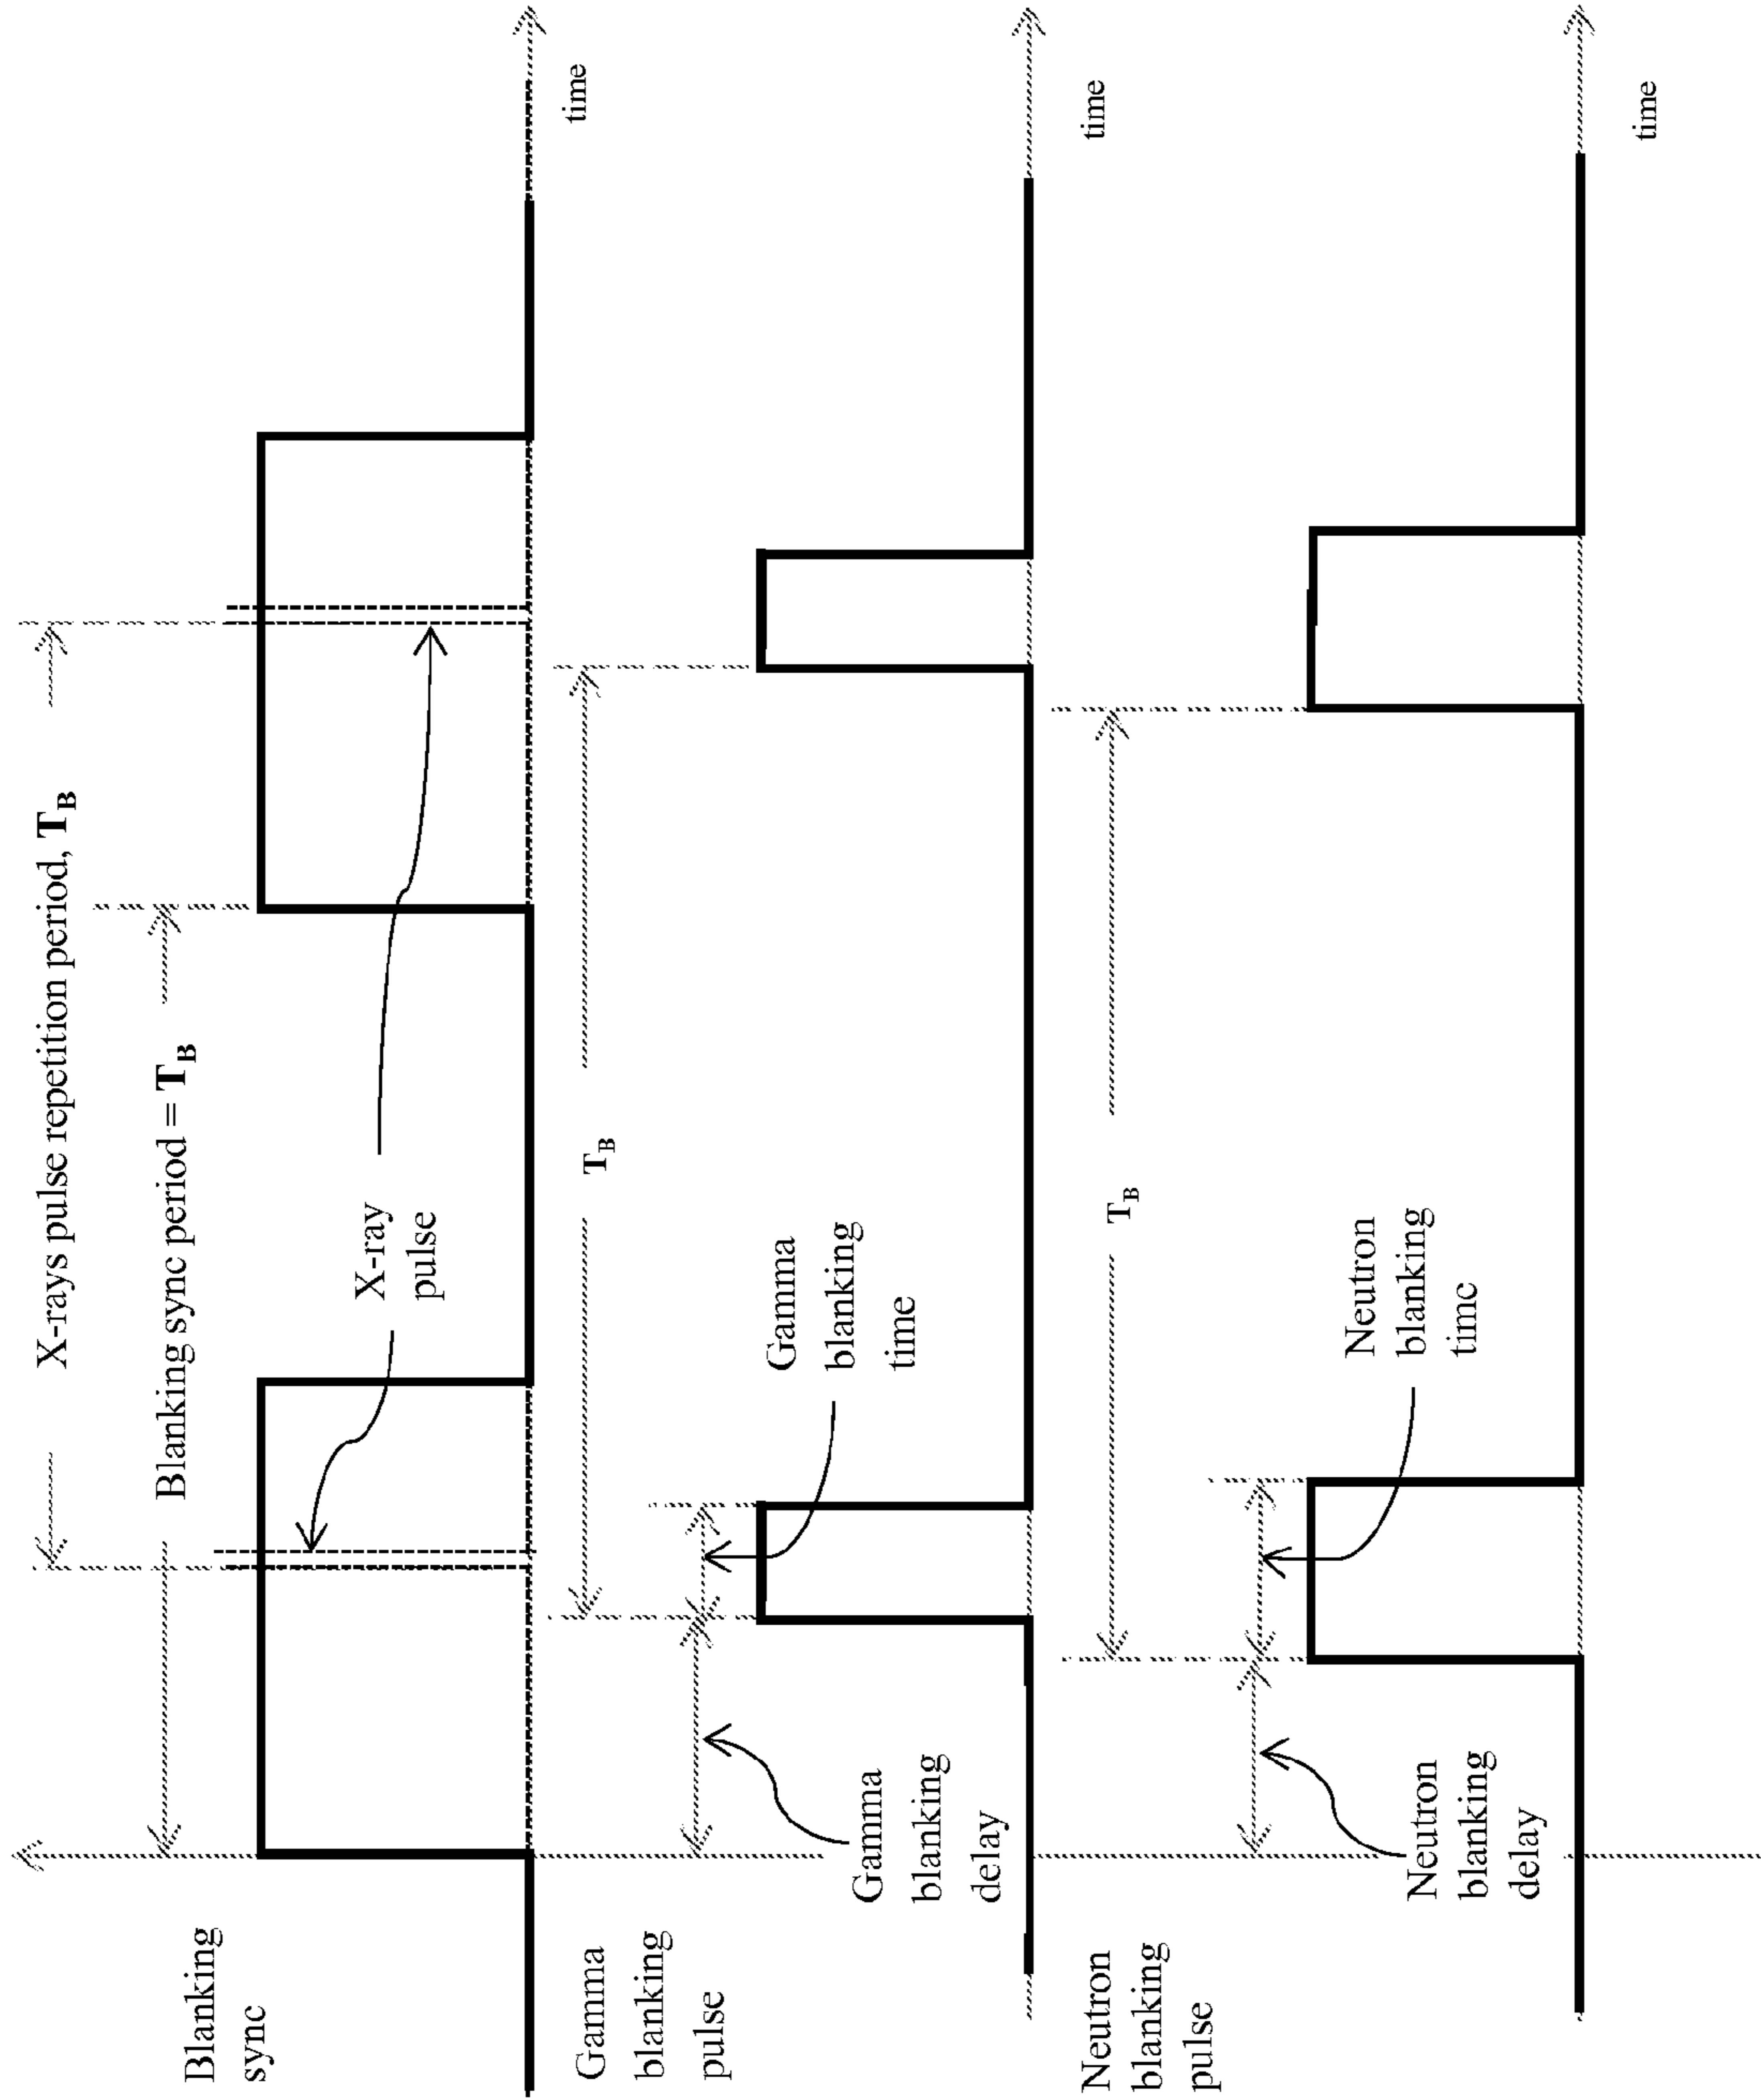 X-rays pulse repetition period, TB
Blanking sync period = TB
Blanking
sync
X-ray
pulse
time
Gamma
blanking
pulse
TB
Gamma
blanking
time
Gamma
blanking
delay
time
Neutron
blanking
pulse
TB
Neutron
blanking
time
Neutron
blanking
delay
time